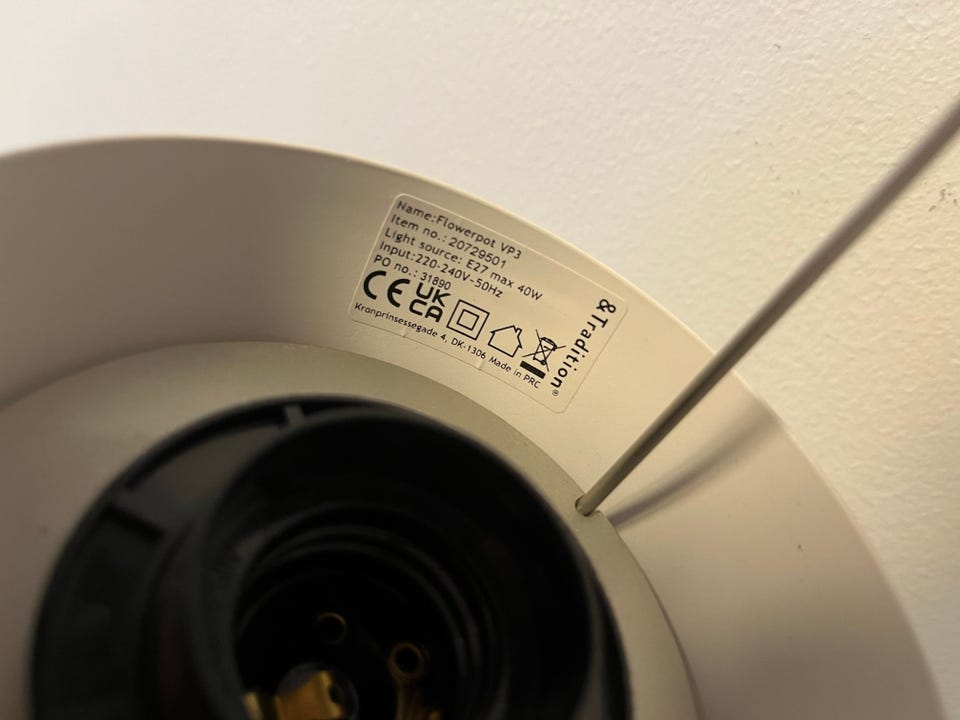 Name:Flowerpot VP3
Item no.: 20729501
Light source: E27 max 40W
Input:220-240V~50Hz
PO no.: 31890
CE UK CA
Kronprinsessegade 4, DK-1306 Made in PRC
&Tradition®